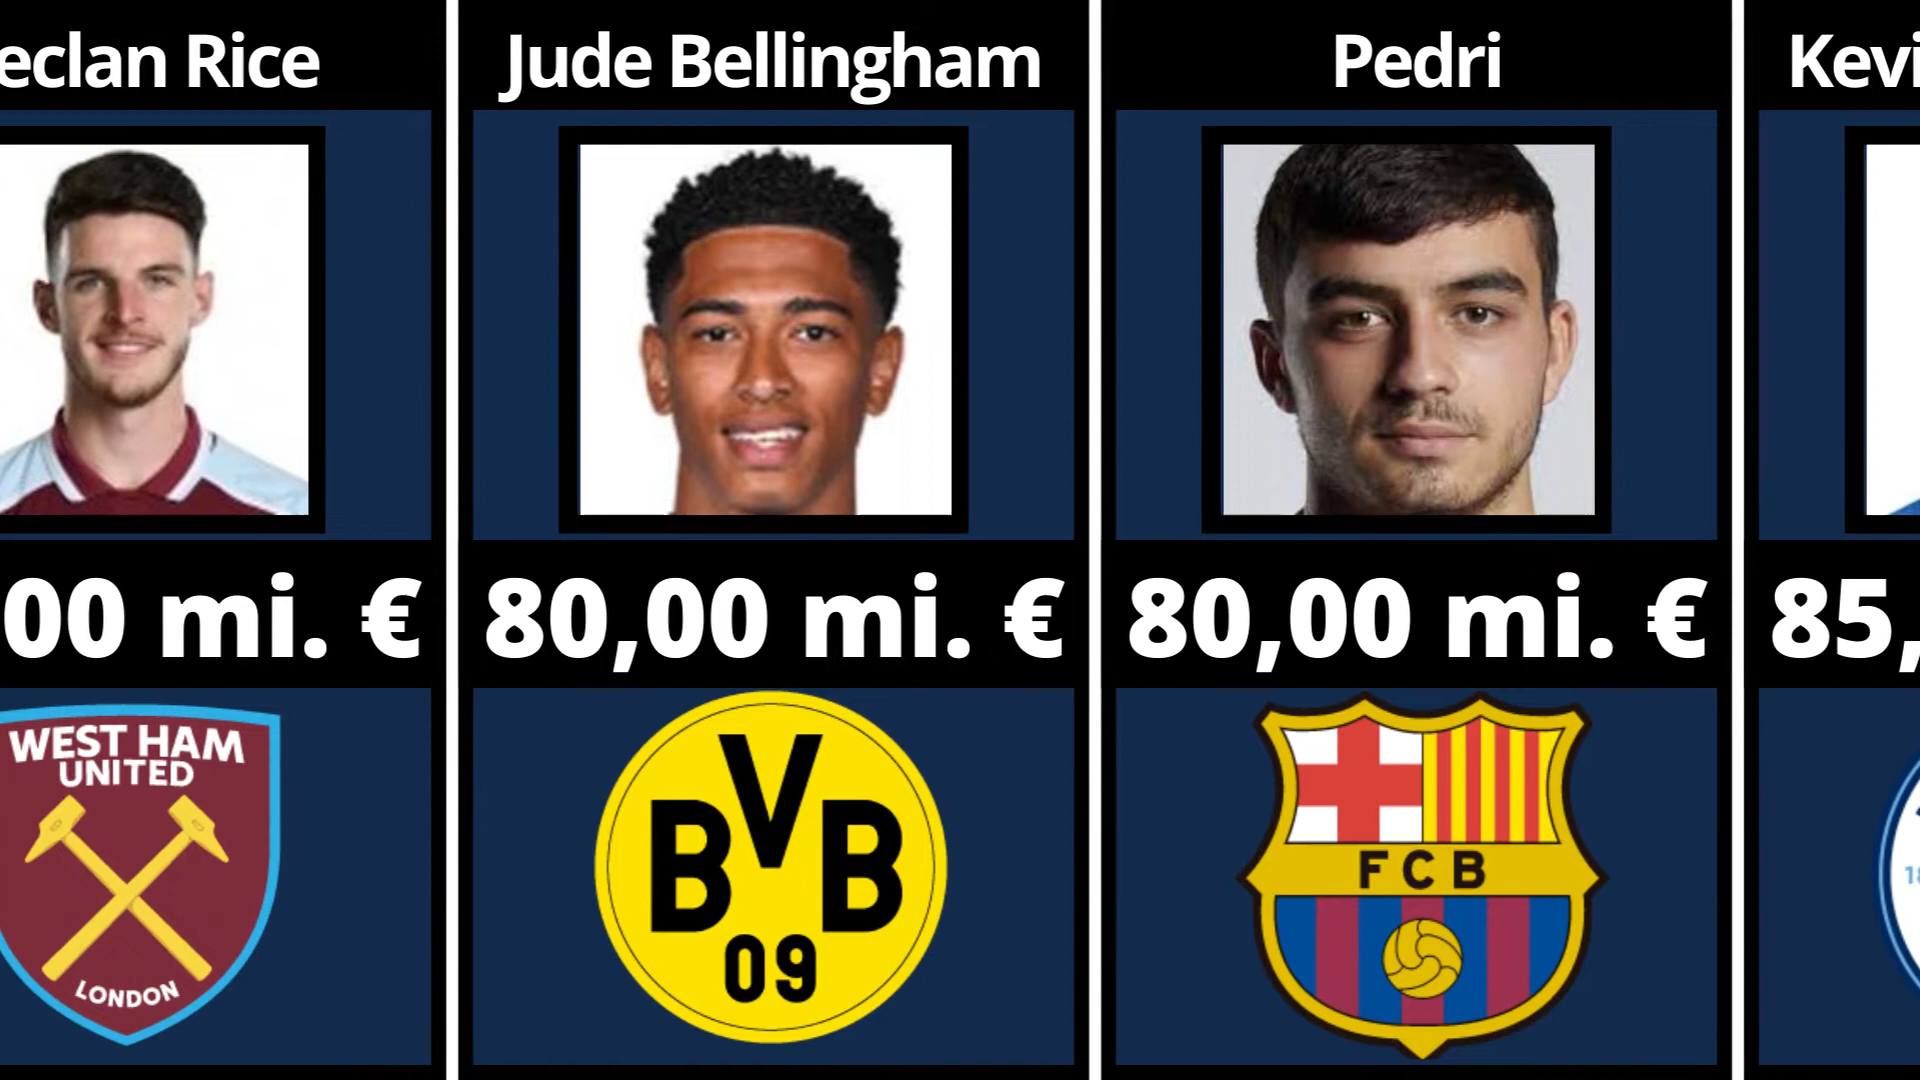 eclan Rice
Jude Bellingham
Pedri
Kevi
00 mi. €
80,00 mi. €
80,00 mi. €
85,
WEST HAM
UNITED
LONDON
BVB
09
FCB
18